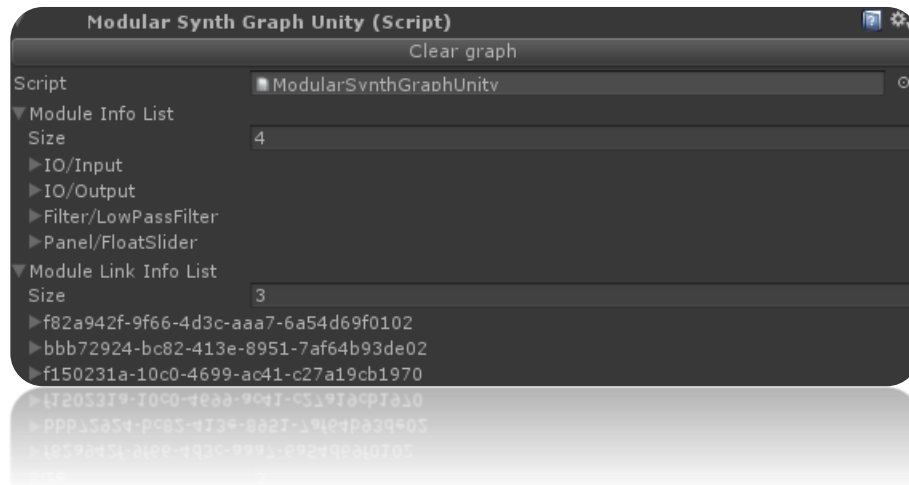 Modular Synth Graph Unity (Script)
Clear graph
Script ModularSynthGraphUnity
Module Info List
Size 4
IO/Input
IO/Output
Filter/LowPassFilter
Panel/FloatSlider
Module Link Info List
Size 3
f82a942f-9f66-4d3c-aaa7-6a54d69f0102
bbb72924-bc82-413e-8951-7af64b93de02
f150231a-10c0-4699-ac41-c27a19cb1970